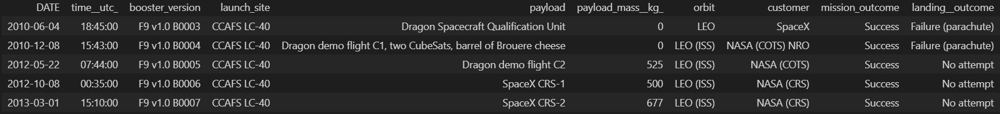 DATE time__utc_ booster_version launch_site payload payload_mass__kg_ orbit customer mission_outcome landing__outcome
2010-06-04 18:45:00 F9 v1.0 B0003 CCAFS LC-40 Dragon Spacecraft Qualification Unit 0 LEO SpaceX Success Failure (parachute)
2010-12-08 15:43:00 F9 v1.0 B0004 CCAFS LC-40 Dragon demo flight C1, two CubeSats, barrel of Brouere cheese 0 LEO (ISS) NASA (COTS) NRO Success Failure (parachute)
2012-05-22 07:44:00 F9 v1.0 B0005 CCAFS LC-40 Dragon demo flight C2 525 LEO (ISS) NASA (COTS) Success No attempt
2012-10-08 00:35:00 F9 v1.0 B0006 CCAFS LC-40 SpaceX CRS-1 500 LEO (ISS) NASA (CRS) Success No attempt
2013-03-01 15:10:00 F9 v1.0 B0007 CCAFS LC-40 SpaceX CRS-2 677 LEO (ISS) NASA (CRS) Success No attempt